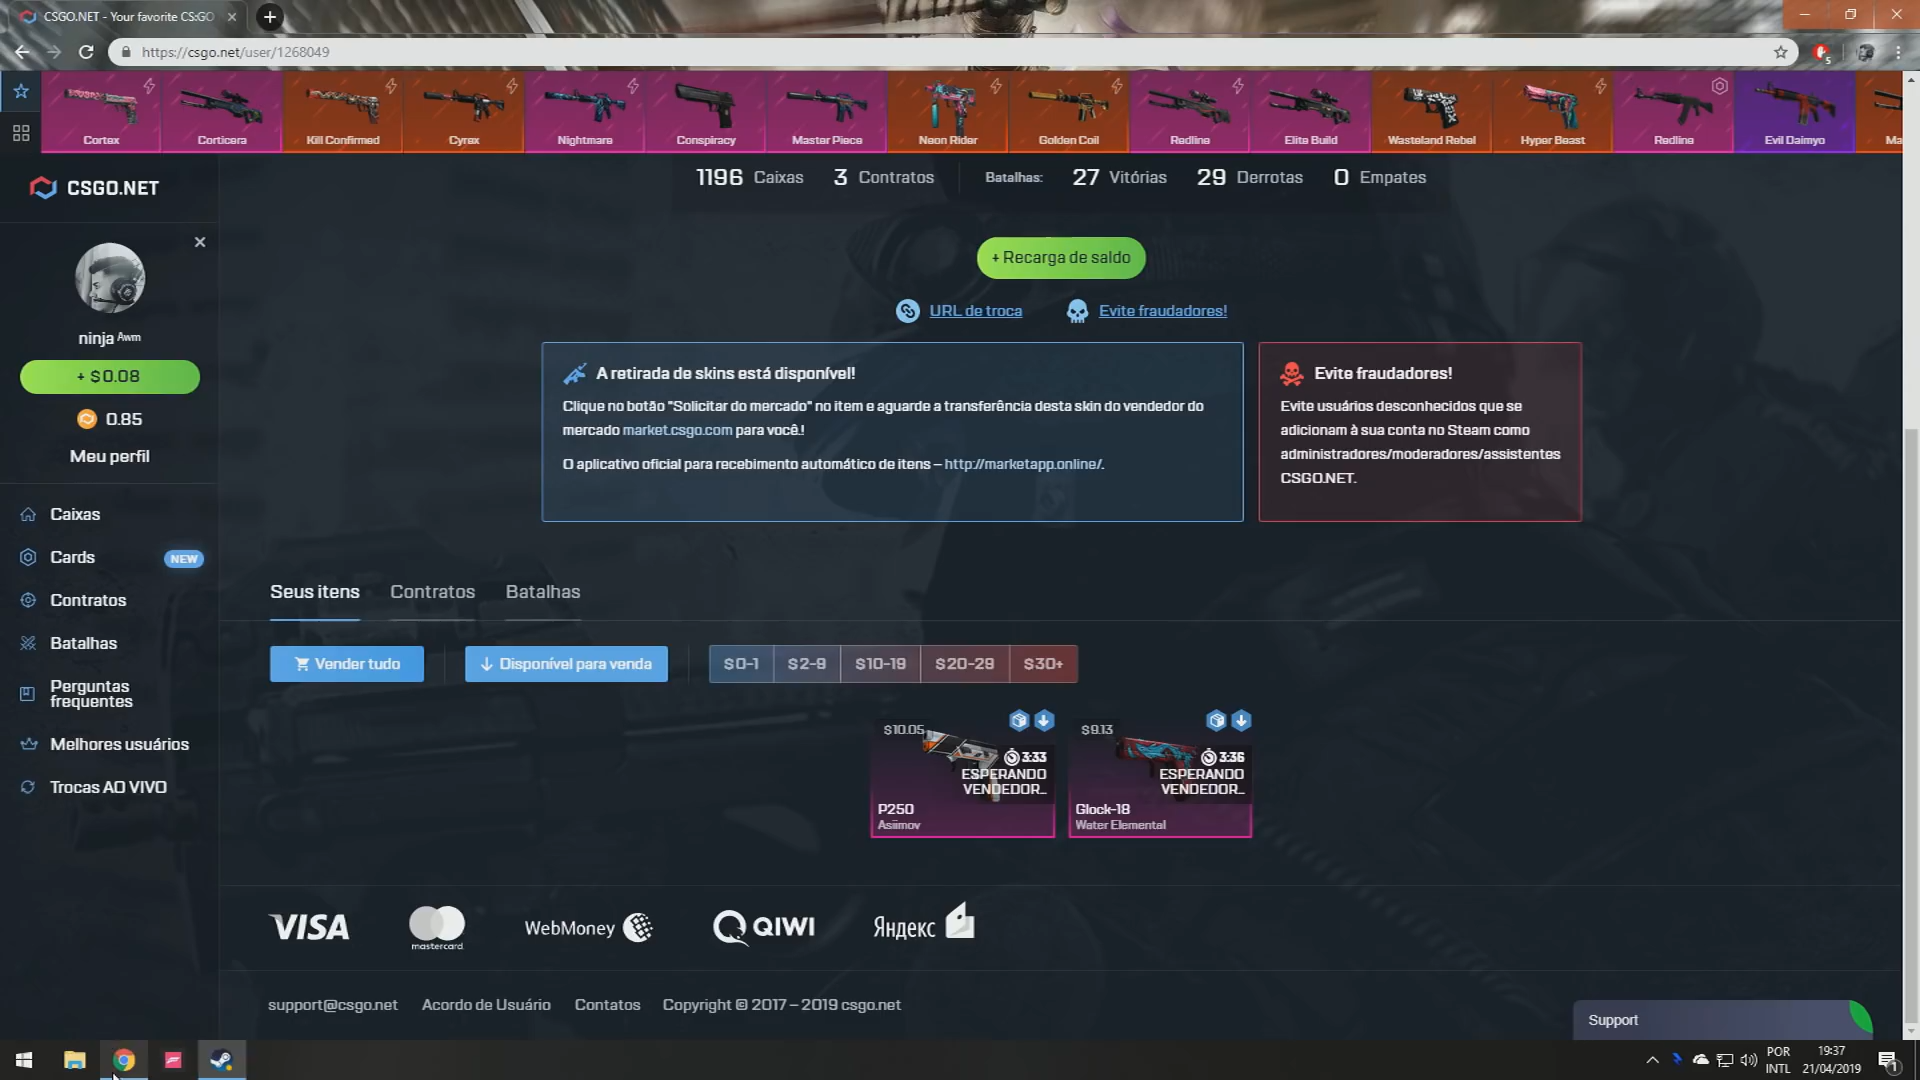 CSGO.NET - Your favorite CS:GO
https://csgo.net/user/1268049
Cortex
Corticera
Kill Confirmed
Cyrex
Nightmare
Conspiracy
Master Piece
Neon Rider
Golden Coil
Redline
Elite Build
Wasteland Rebel
Hyper Beast
Redline
Evil Daimyo
Ma
CSGO.NET
1196 Caixas
3 Contratos
Batalhas:
27 Vitórias
29 Derrotas
0 Empates
ninja Awm
+ $0.08
0.85
Meu perfil
Caixas
Cards
NEW
Contratos
Batalhas
Perguntas
frequentes
Melhores usuários
Trocas AO VIVO
+ Recarga de saldo
URL de troca
Evite fraudadores!
A retirada de skins está disponível!
Clique no botão "Solicitar do mercado" no item e aguarde a transferência desta skin do vendedor do
mercado market.csgo.com para você.!
O aplicativo oficial para recebimento automático de itens – http://marketapp.online/.
Evite fraudadores!
Evite usuários desconhecidos que se
adicionam à sua conta no Steam como
administradores/moderadores/assistentes
CSGO.NET.
Seus itens
Contratos
Batalhas
Vender tudo
Disponível para venda
$0-1
$2-9
$10-19
$20-29
$30+
$10.05
3:33
ESPERANDO
VENDEDOR...
P250
Asiimov
$9.13
3:36
ESPERANDO
VENDEDOR...
Glock-18
Water Elemental
VISA
mastercard
WebMoney
QIWI
Яндекс
support@csgo.net
Acordo de Usuário
Contatos
Copyright © 2017 – 2019 csgo.net
Support
POR
INTL
19:37
21/04/2019
1